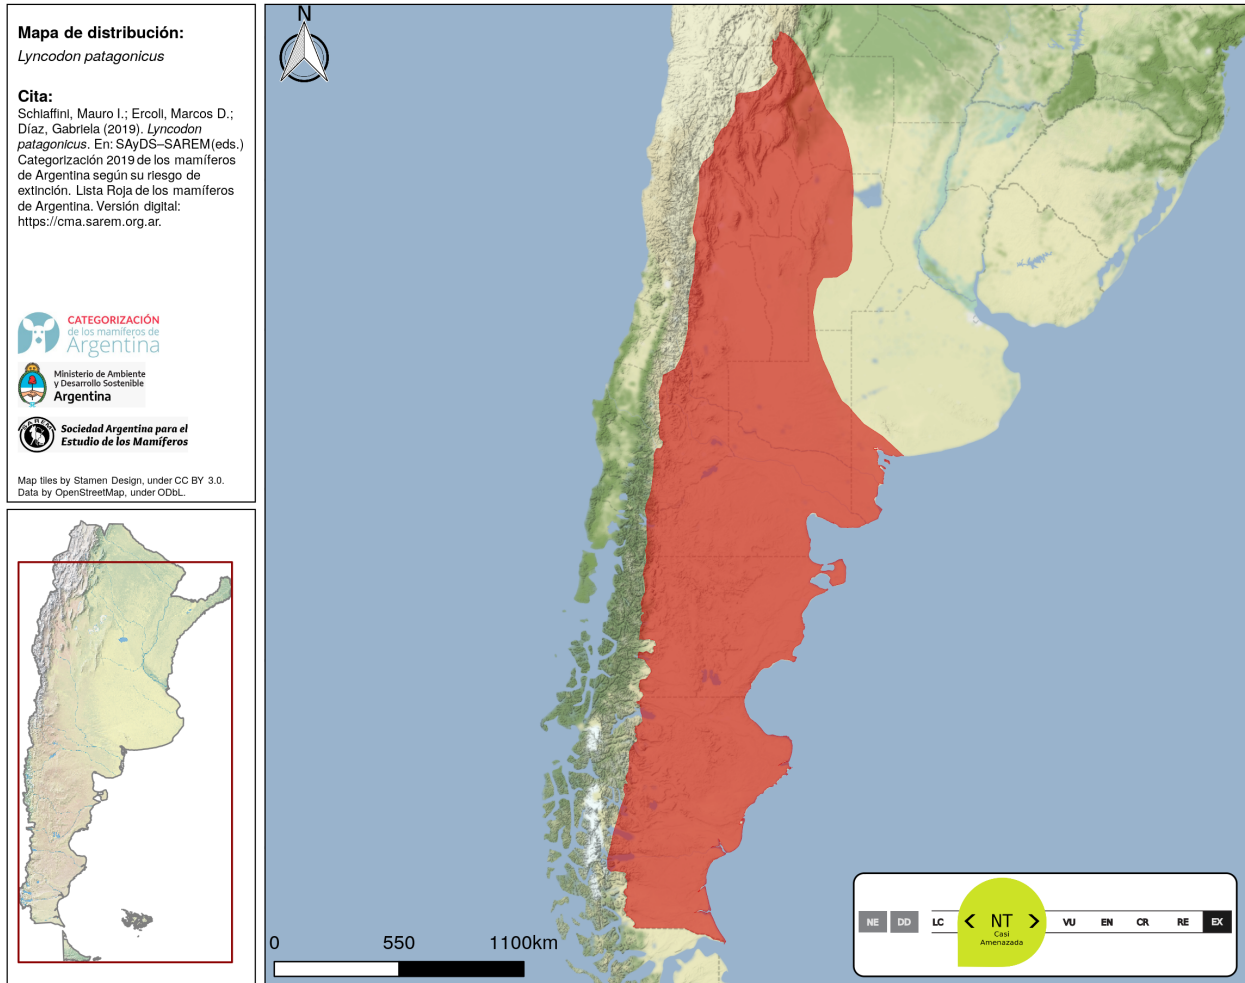 Mapa de distribución:
Lyncodon patagonicus
Cita:
Schiaffini, Mauro I.; Ercoli, Marcos D.;
Díaz, Gabriela (2019). Lyncodon
patagonicus. En: SAyDS–SAREM(eds.)
Categorización 2019 de los mamíferos
de Argentina según su riesgo de
extinción. Lista Roja de los mamíferos
de Argentina. Versión digital:
https://cma.sarem.org.ar.
CATEGORIZACIÓN
de los mamíferos de
Argentina
Ministerio de Ambiente
y Desarrollo Sostenible
Argentina
SAREM
Sociedad Argentina para el
Estudio de los Mamíferos
Map tiles by Stamen Design, under CC BY 3.0.
Data by OpenStreetMap, under ODbL.
N
0 550 1100km
NE DD LC < NT > VU EN CR RE EX
Casi
Amenazada